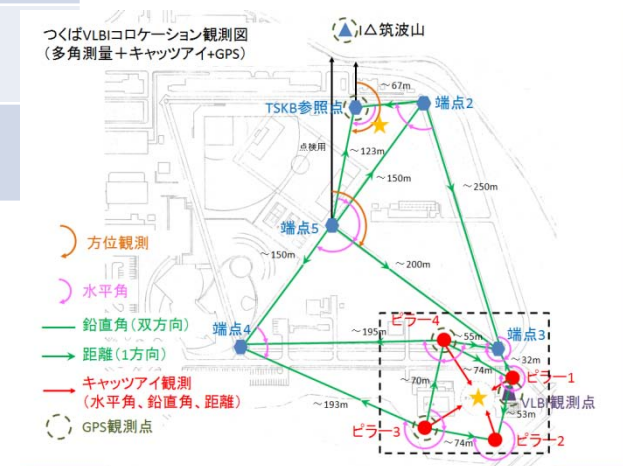 つくばVLBIコロケーション観測図
(多角測量＋キャッツアイ+GPS)
I△筑波山
～67m
TSKB参照点
端点2
点検用
～123m
～150m
～250m
端点5
～150m
～200m
方位観測
水平角
鉛直角(双方向)
距離(1方向)
キャッツアイ観測
(水平角、鉛直角、距離)
GPS観測点
端点4
～195m
ピラー4
～55m
端点3
～74m
～32m
ピラー1
～70m
VLBI観測点
～53m
～193m
ピラー3
～74m
ピラー2